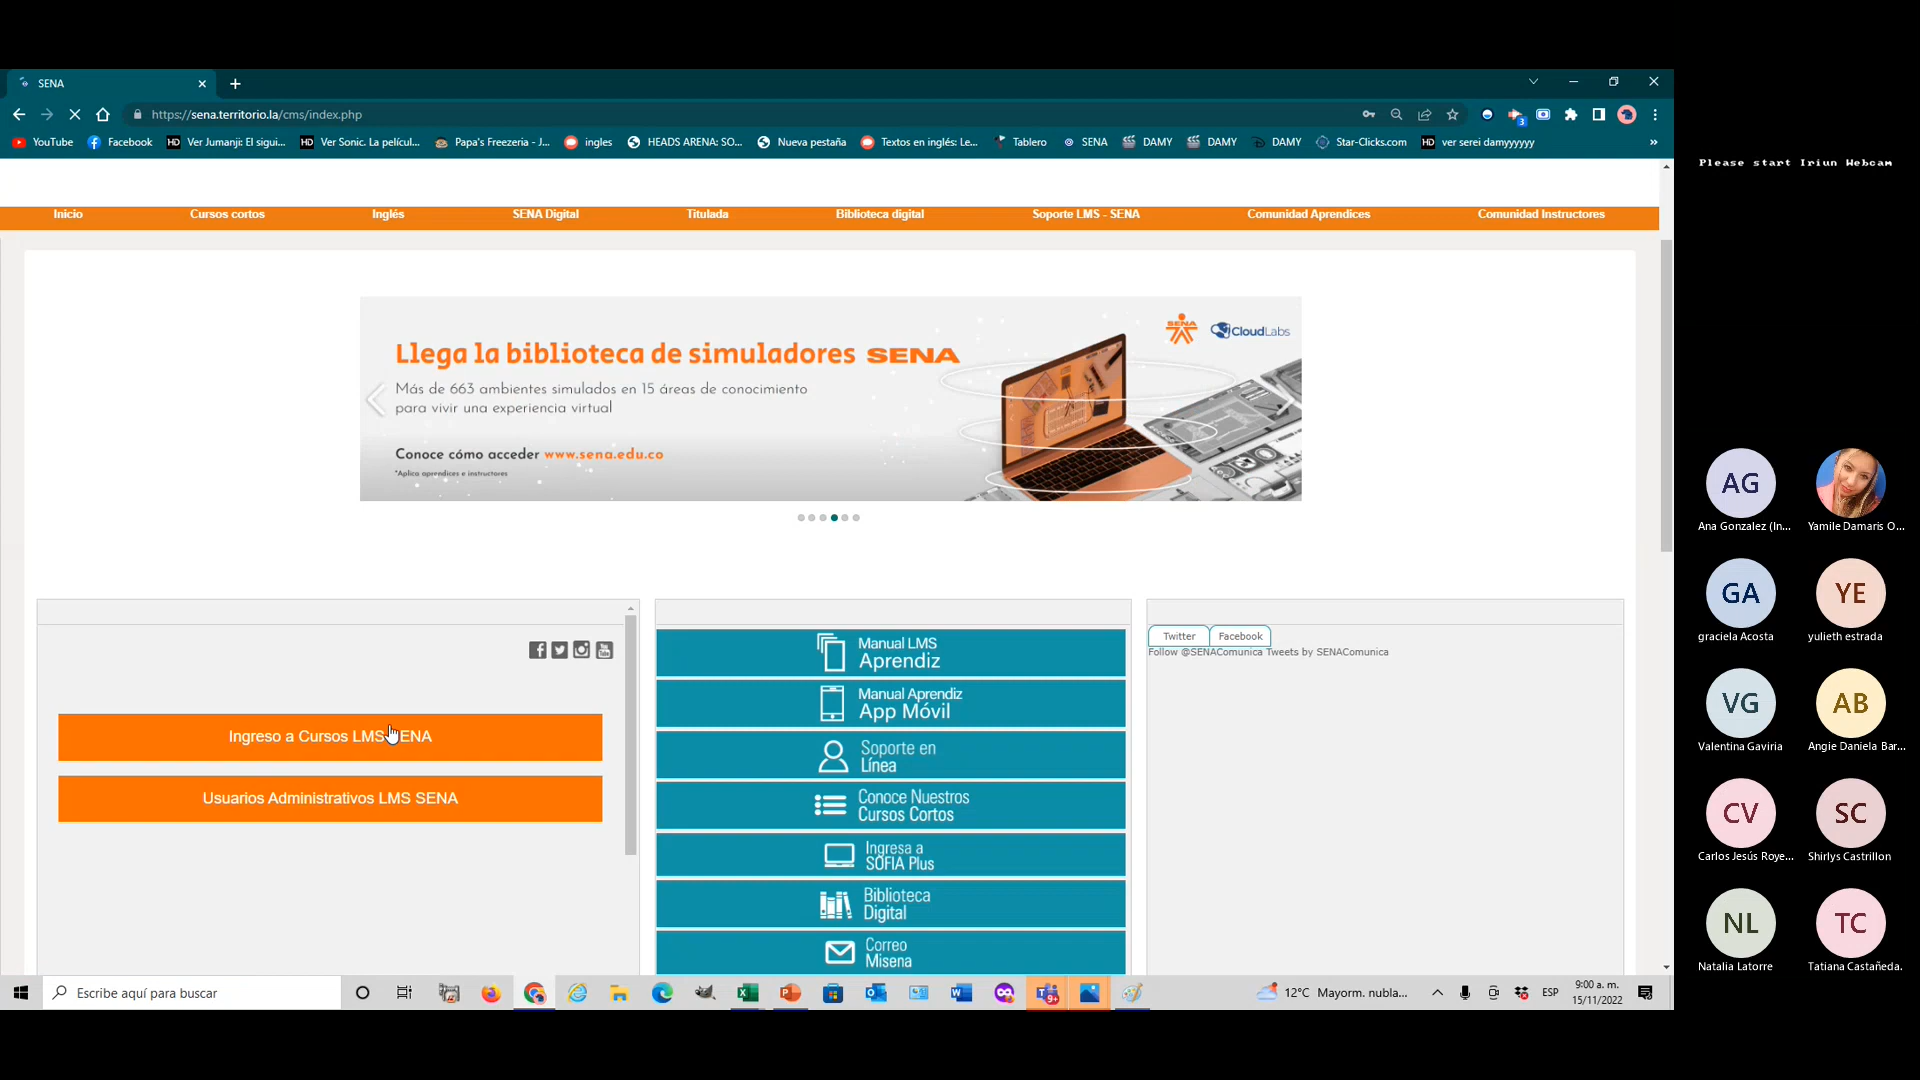 SENA
https://sena.territorio.la/cms/index.php
YouTube
Facebook
Ver Jumanji: El sigui...
Ver Sonic. La películ...
Papa's Freezeria - J...
ingles
HEADS ARENA: SO...
Nueva pestaña
Textos en inglés: Le...
Tablero
SENA
DAMY
DAMY
DAMY
Star-Clicks.com
ver serei damyyyyyy
Please start Iriun Webcam
Inicio
Cursos cortos
Inglés
SENA Digital
Titulada
Biblioteca digital
Soporte LMS - SENA
Comunidad Aprendices
Comunidad Instructores
SENA
CloudLabs
Llega la biblioteca de simuladores SENA
Más de 663 ambientes simulados en 15 áreas de conocimiento
para vivir una experiencia virtual
Conoce cómo acceder www.sena.edu.co
*Aplica aprendices e instructores
Ingreso a Cursos LMS SENA
Usuarios Administrativos LMS SENA
Manual LMS
Aprendiz
Manual Aprendiz
App Móvil
Soporte en
Línea
Conoce Nuestros
Cursos Cortos
Ingresa a
SOFIA Plus
Biblioteca
Digital
Correo
Misena
Twitter
Facebook
Follow @SENAComunica Tweets by SENAComunica
AG
Ana Gonzalez (In...
Yamile Damaris O...
GA
graciela Acosta
YE
yulieth estrada
VG
Valentina Gaviria
AB
Angie Daniela Bar...
CV
Carlos Jesús Roye...
SC
Shirlys Castrillon
NL
Natalia Latorre
TC
Tatiana Castañeda.
Escribe aquí para buscar
12°C Mayorm. nubla...
ESP
9:00 a. m.
15/11/2022